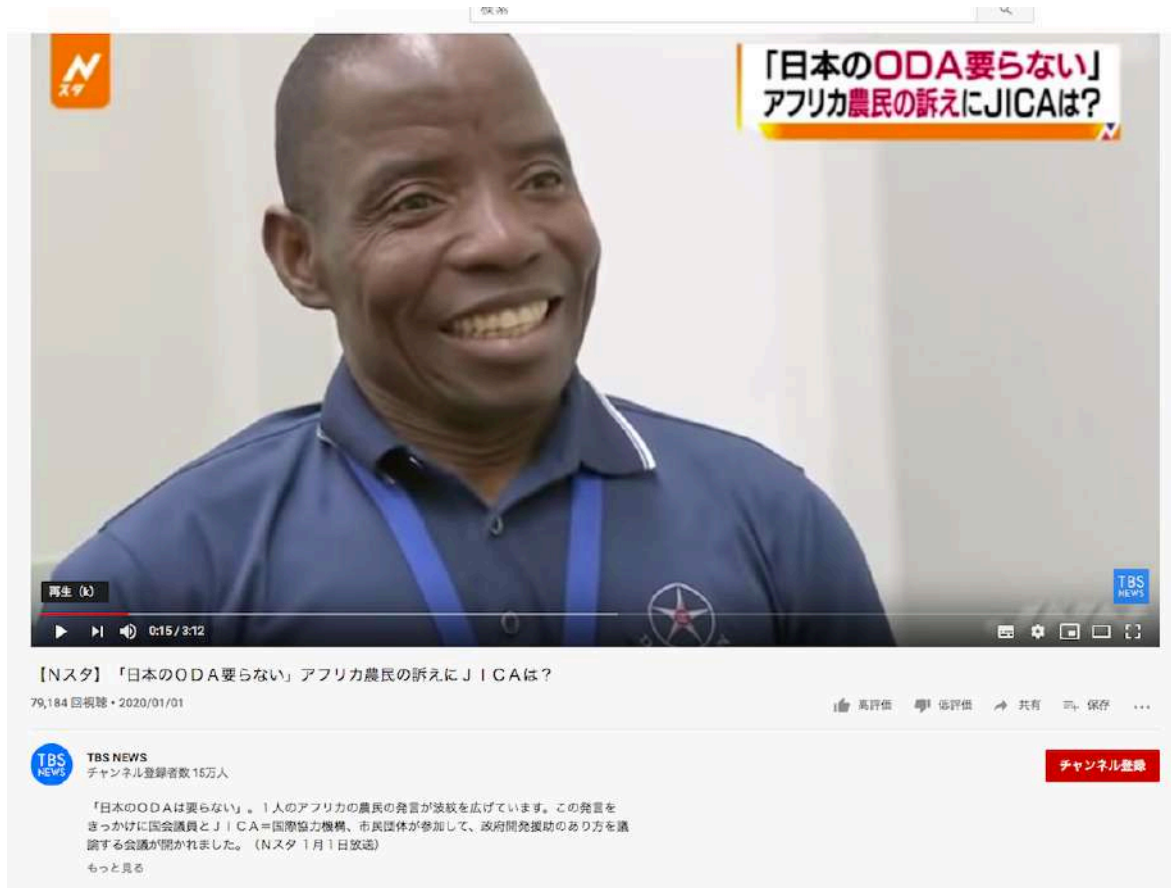 検索
N
スタ
「日本のODA要らない」
アフリカ農民の訴えにJICAは?
TBS
NEWS
再生 (k)
0:15 / 3:12
【Nスタ】「日本のＯＤＡ要らない」アフリカ農民の訴えにＪＩＣＡは？
79,184 回視聴・2020/01/01
高評価 低評価 共有 保存 ...
TBS NEWS
TBS NEWS
チャンネル登録者数 15万人
チャンネル登録
「日本のＯＤＡは要らない」。１人のアフリカの農民の発言が波紋を広げています。この発言を
きっかけに国会議員とＪＩＣＡ＝国際協力機構、市民団体が参加して、政府開発援助のあり方を議
論する会議が開かれました。（Nスタ １月１日放送）
もっと見る